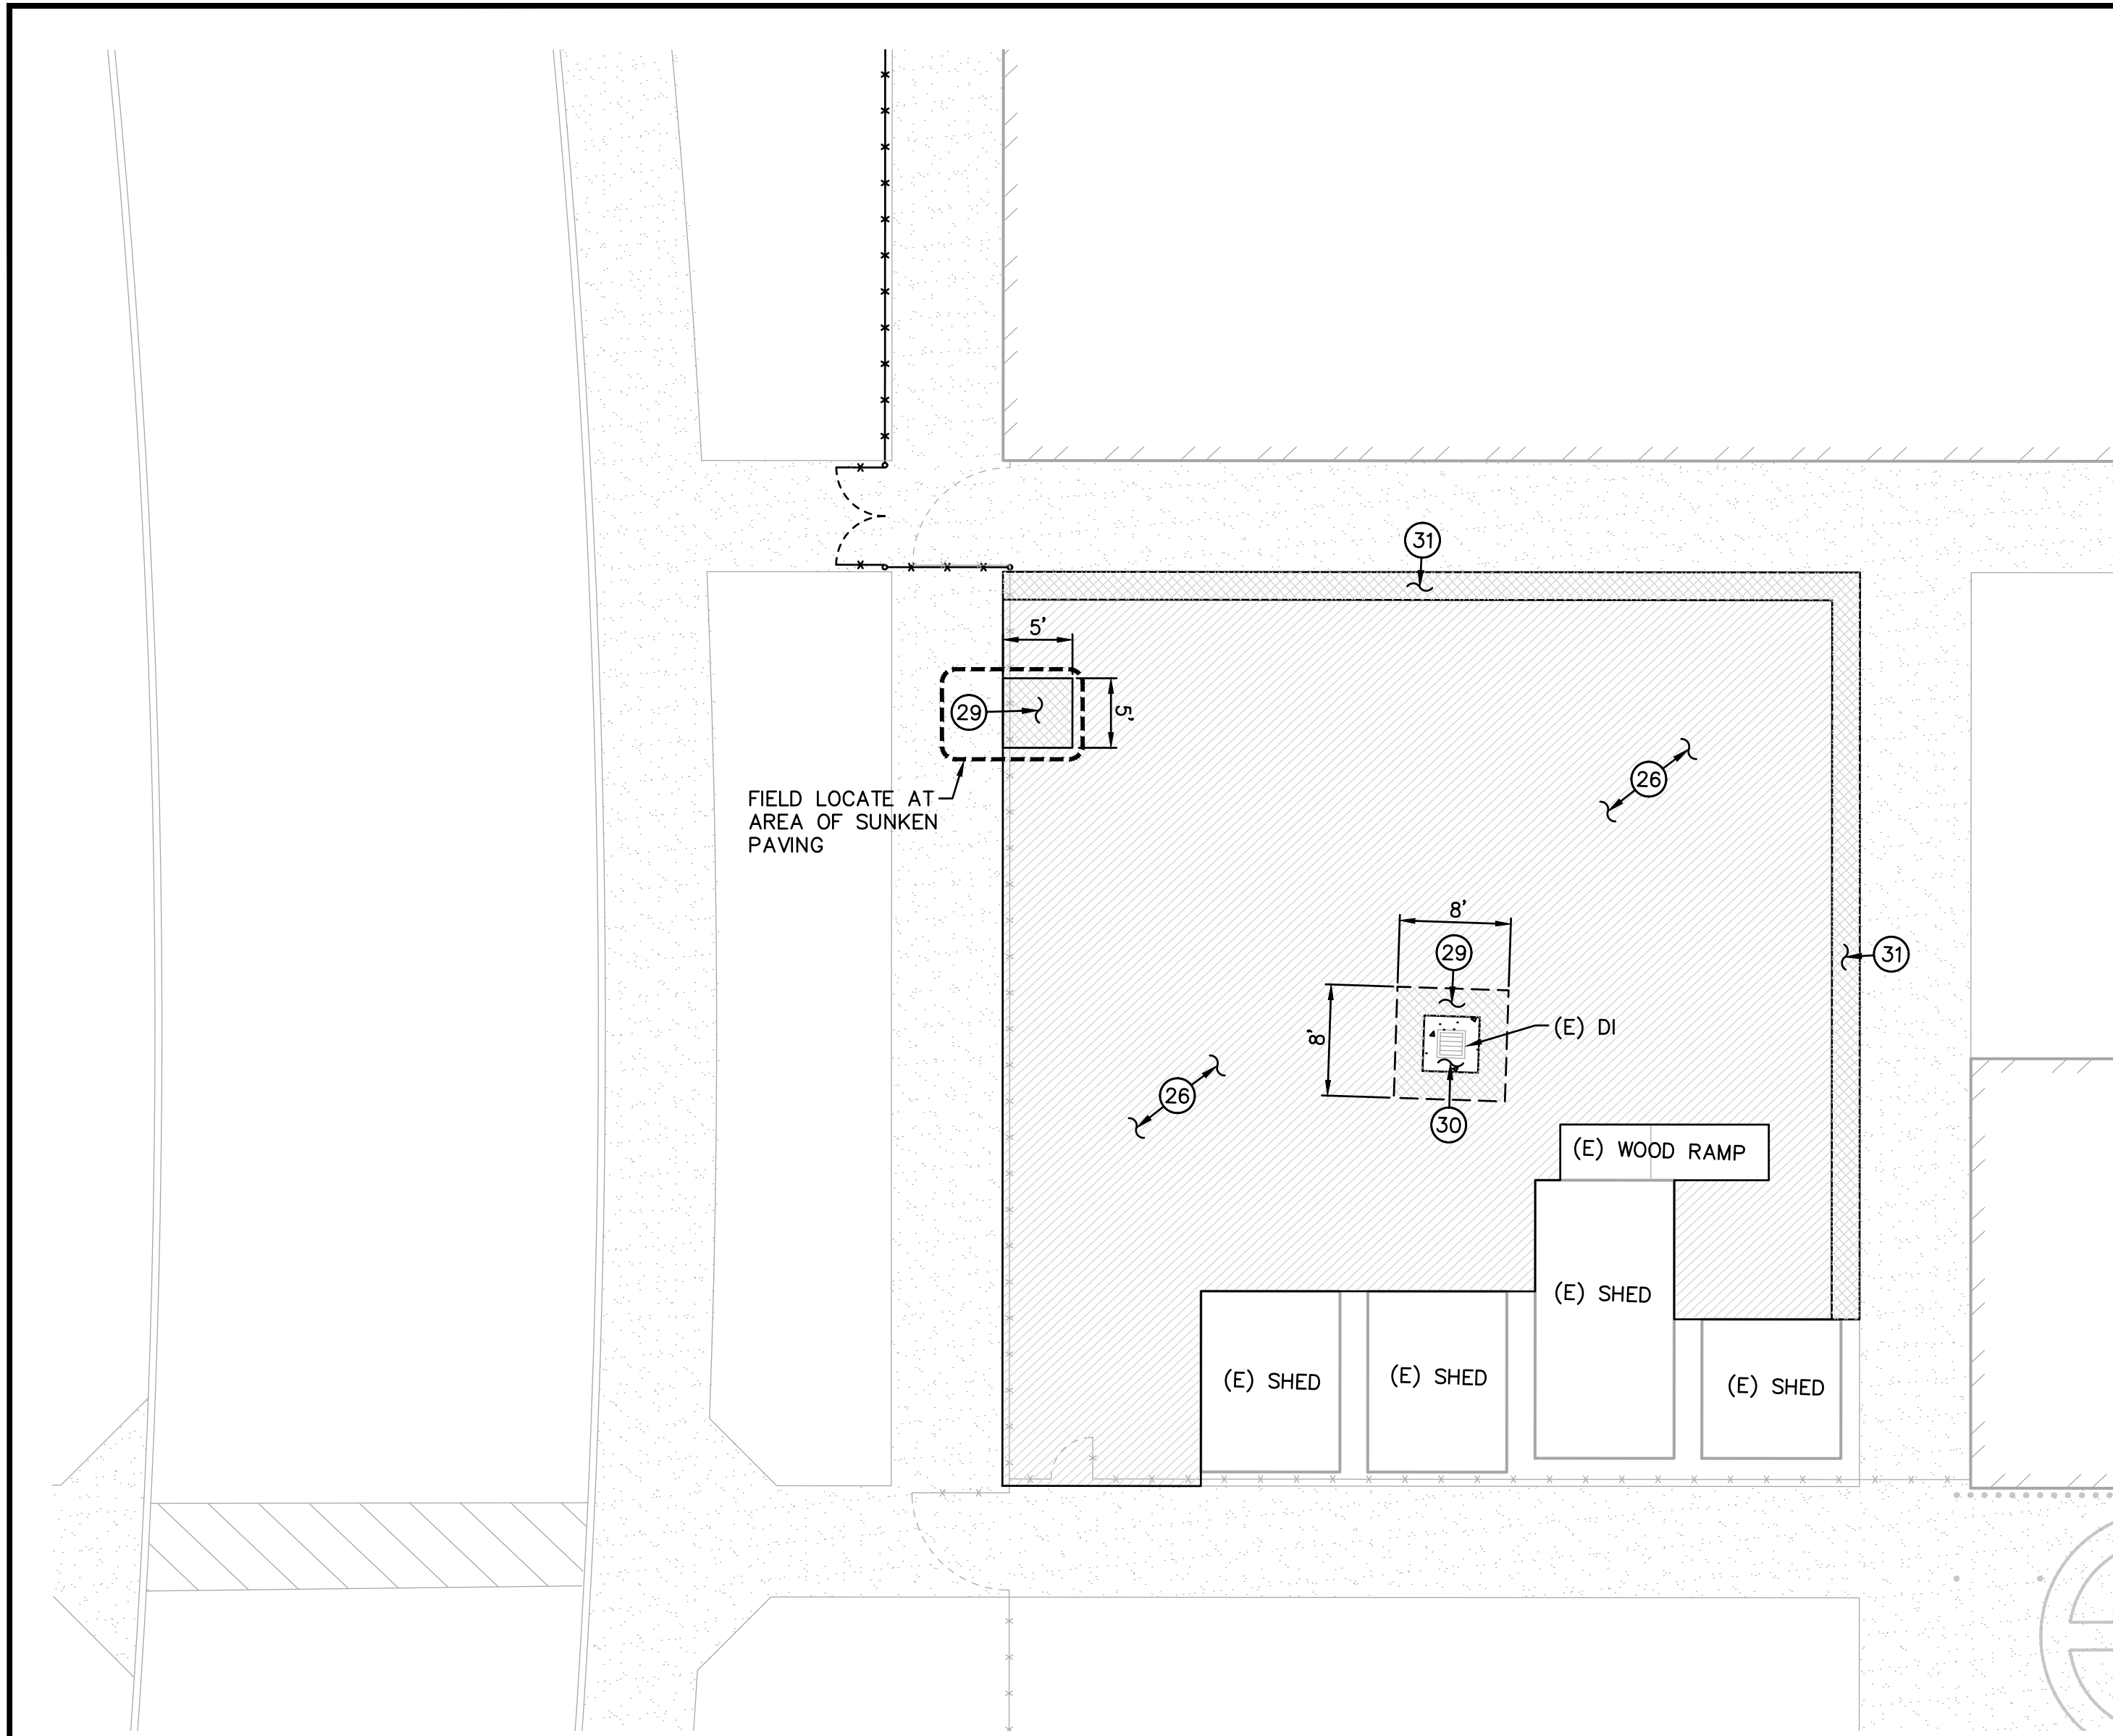 31
5'
29
5'
FIELD LOCATE AT
AREA OF SUNKEN
PAVING
26
8'
29
31
8'
(E) DI
26
30
(E) WOOD RAMP
(E) SHED
(E) SHED
(E) SHED
(E) SHED